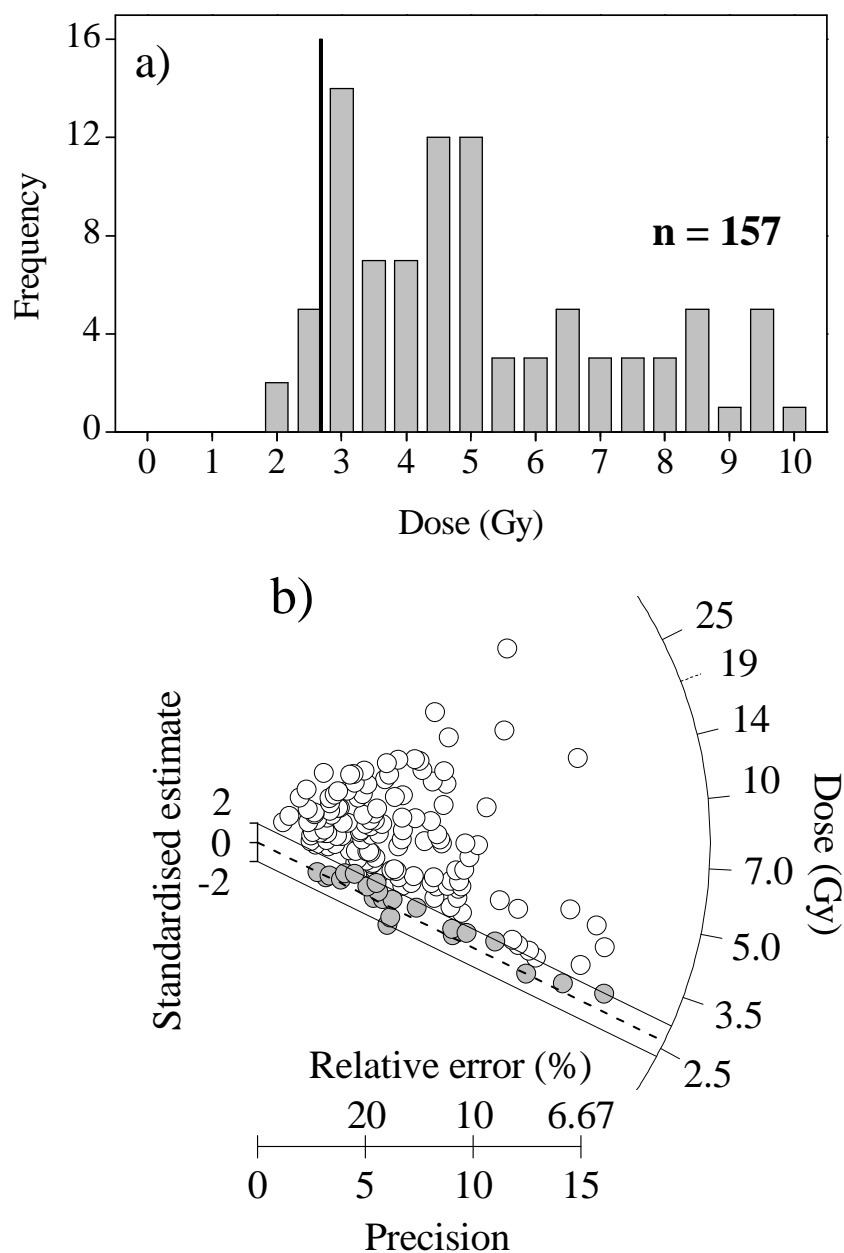 a)
16
12
8
4
0
Frequency
n = 157
0 1 2 3 4 5 6 7 8 9 10
Dose (Gy)
b)
25
19
14
10
7.0
5.0
3.5
2.5
Dose (Gy)
Standardised estimate
2
0
-2
Relative error (%)
20 10 6.67
0 5 10 15
Precision